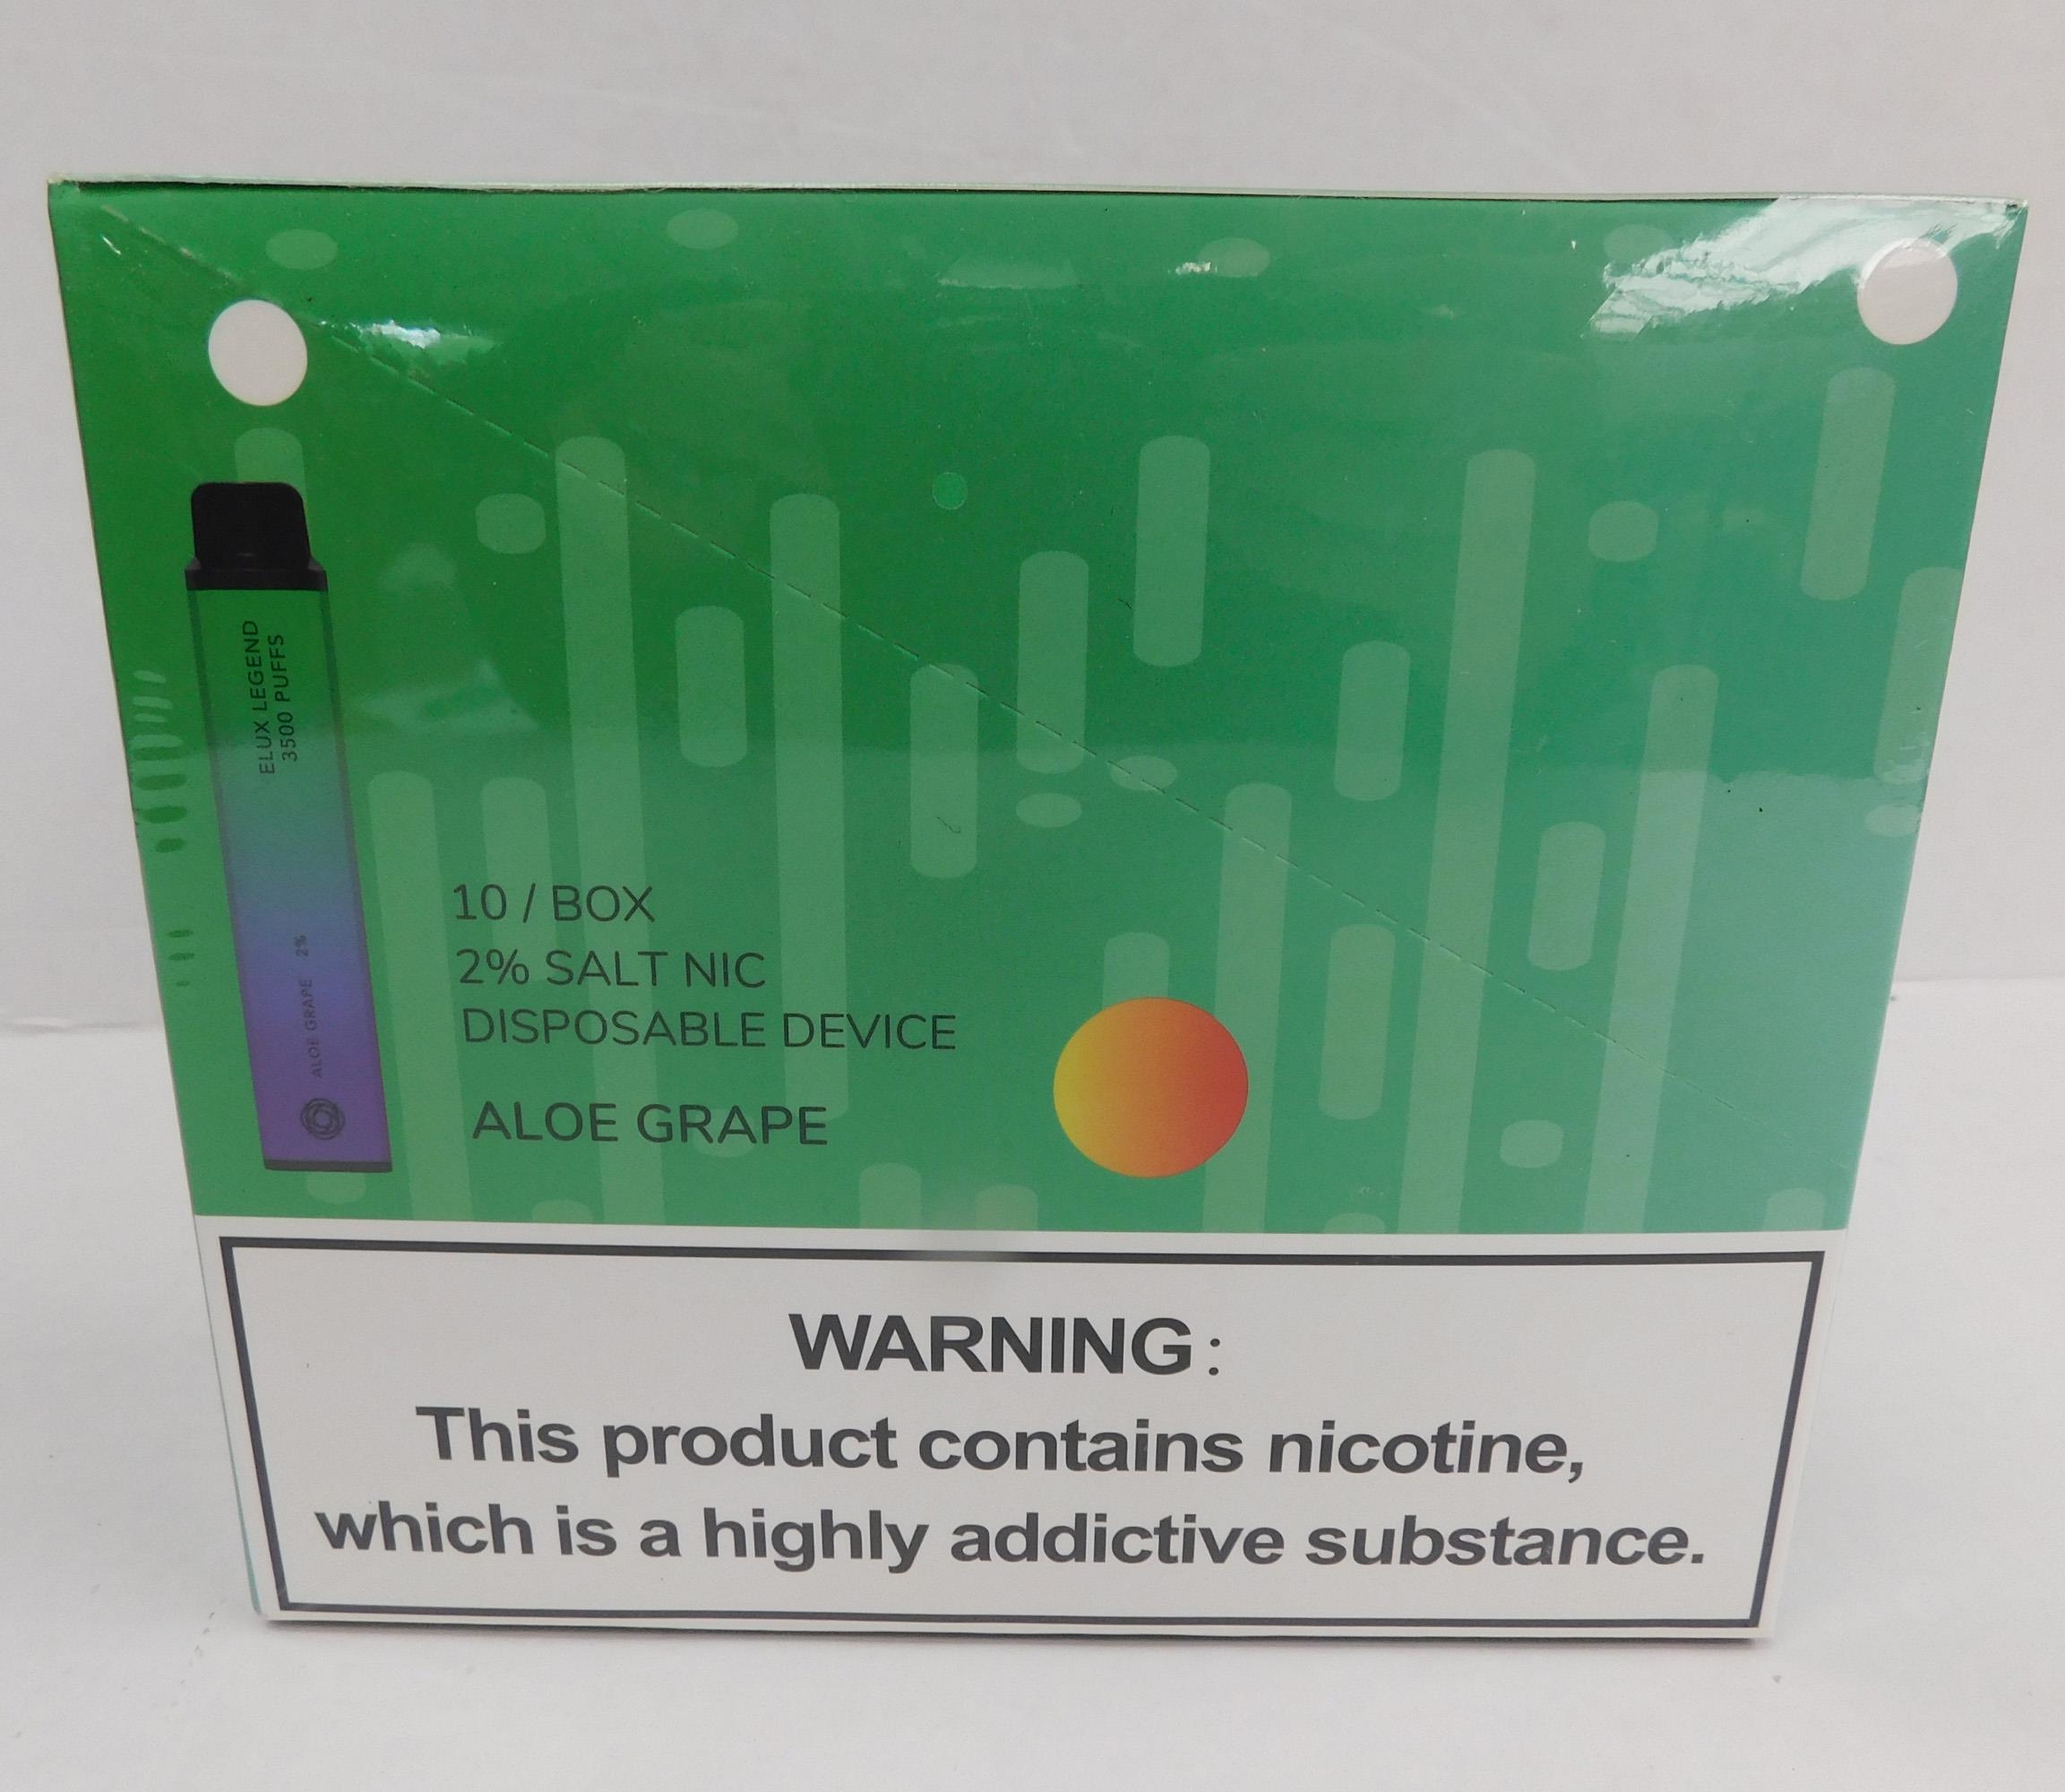 ELUX LEGEND
3500 PUFFS
ALOE GRAPE 2%
10 / BOX
2% SALT NIC
DISPOSABLE DEVICE
ALOE GRAPE
WARNING:
This product contains nicotine,
which is a highly addictive substance.